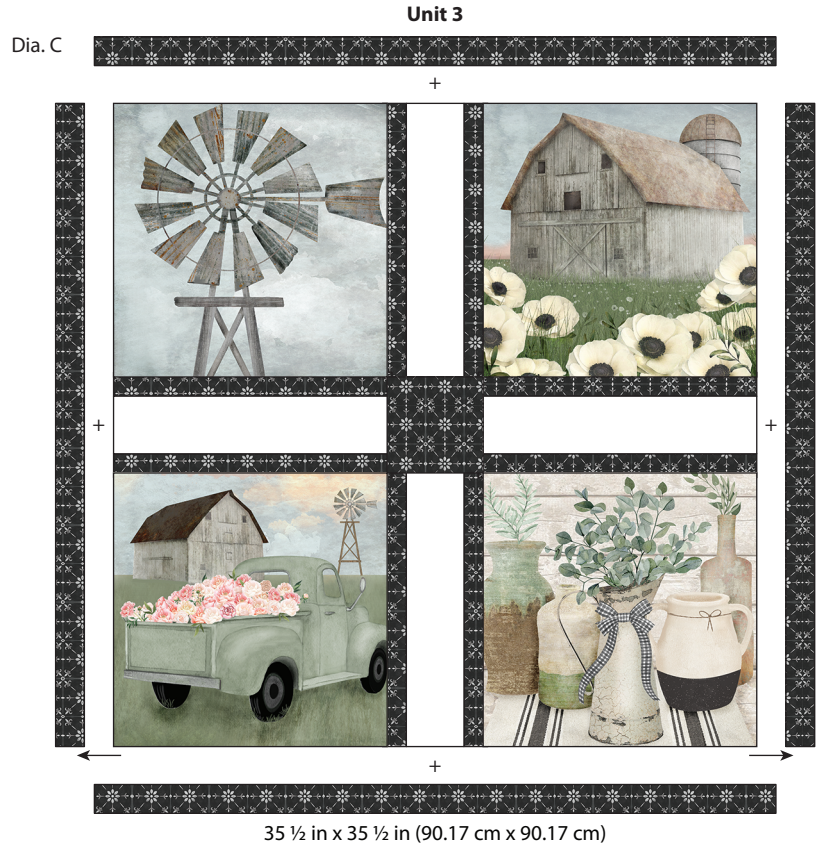 Unit 3
Dia. C
+
+
+
+
35 ½ in x 35 ½ in (90.17 cm x 90.17 cm)